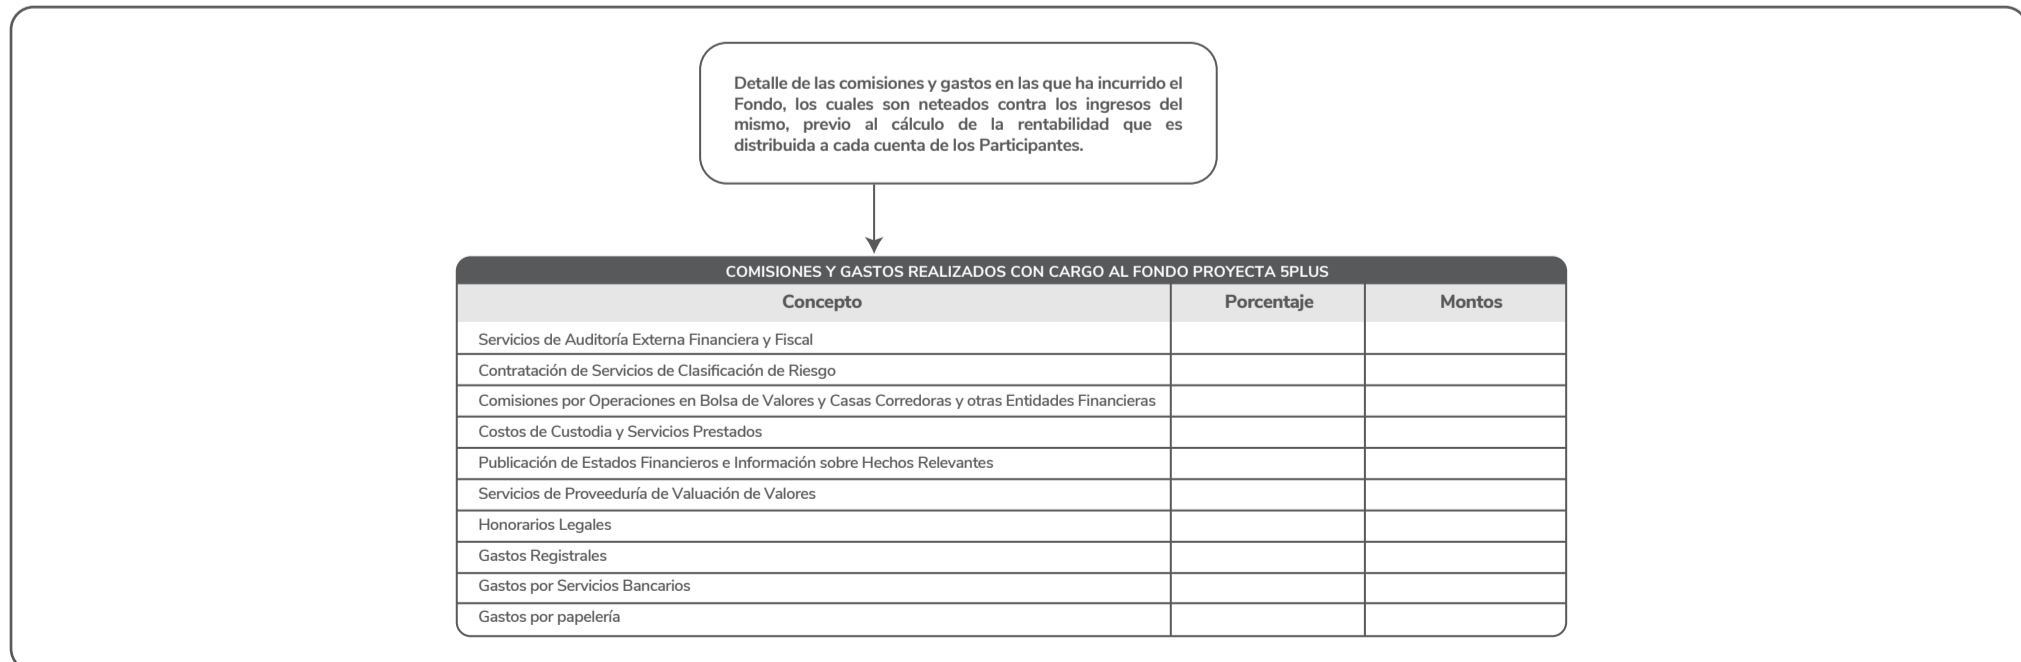 Detalle de las comisiones y gastos en las que ha incurrido el
Fondo, los cuales son neteados contra los ingresos del
mismo, previo al cálculo de la rentabilidad que es
distribuida a cada cuenta de los Participantes.
COMISIONES Y GASTOS REALIZADOS CON CARGO AL FONDO PROYECTA 5PLUS
Concepto Porcentaje Montos
Servicios de Auditoría Externa Financiera y Fiscal
Contratación de Servicios de Clasificación de Riesgo
Comisiones por Operaciones en Bolsa de Valores y Casas Corredoras y otras Entidades Financieras
Costos de Custodia y Servicios Prestados
Publicación de Estados Financieros e Información sobre Hechos Relevantes
Servicios de Proveeduría de Valuación de Valores
Honorarios Legales
Gastos Registrales
Gastos por Servicios Bancarios
Gastos por papelería